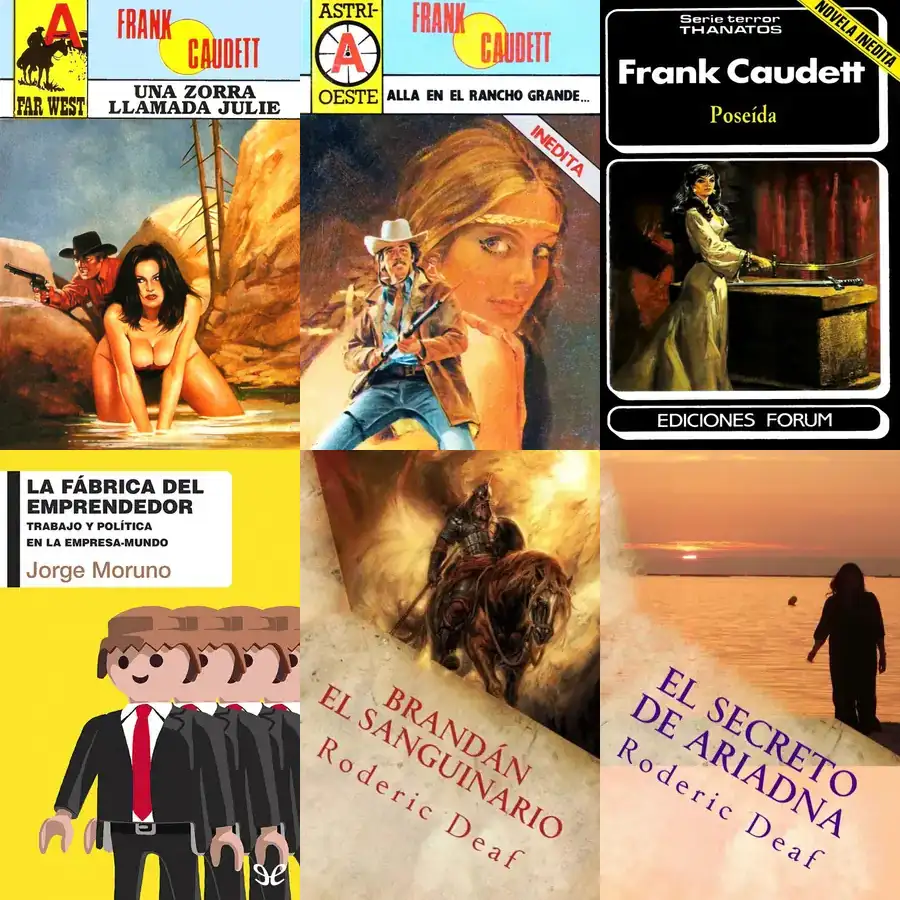 A
FAR WEST
FRANK
CAUDETT
UNA ZORRA
LLAMADA JULIE
ASTRI-
A
OESTE
FRANK
CAUDETT
ALLA EN EL RANCHO GRANDE...
INEDITA
Serie terror
THANATOS
NOVELA INEDITA
Frank Caudett
Poseída
EDICIONES FORUM
LA FÁBRICA DEL
EMPRENDEDOR
TRABAJO Y POLÍTICA
EN LA EMPRESA-MUNDO
Jorge Moruno
BRANDÁN
EL SANGUINARIO
Roderic Deaf
EL SECRETO
DE ARIADNA
Roderic Deaf